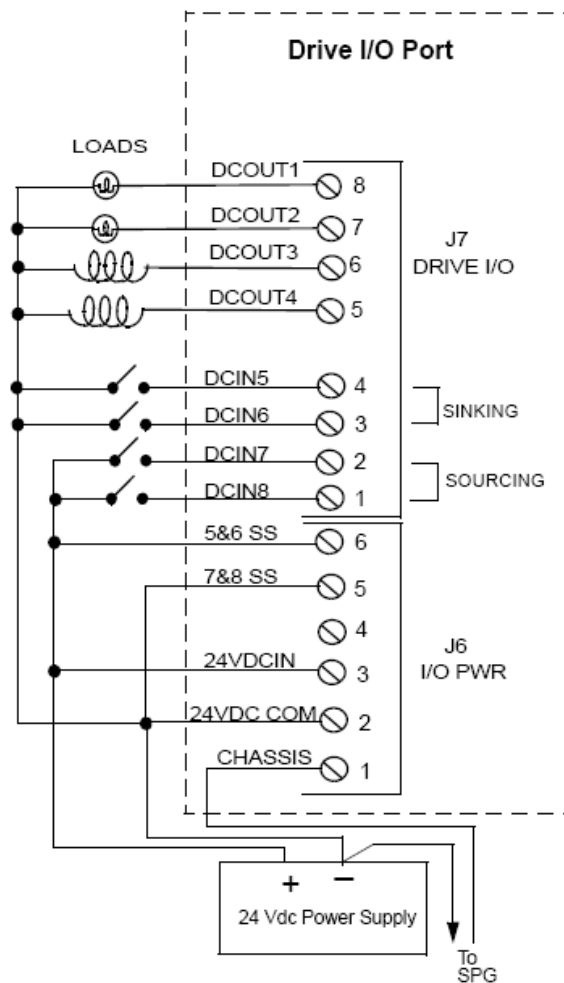 Drive I/O Port
LOADS
DCOUT1
8
DCOUT2
7
DCOUT3
6
DCOUT4
5
J7
DRIVE I/O
DCIN5
4
DCIN6
3
SINKING
DCIN7
2
DCIN8
1
SOURCING
5&6 SS
6
7&8 SS
5
4
J6
I/O PWR
24VDCIN
3
24VDC COM
2
CHASSIS
1
+
−
24 Vdc Power Supply
To
SPG